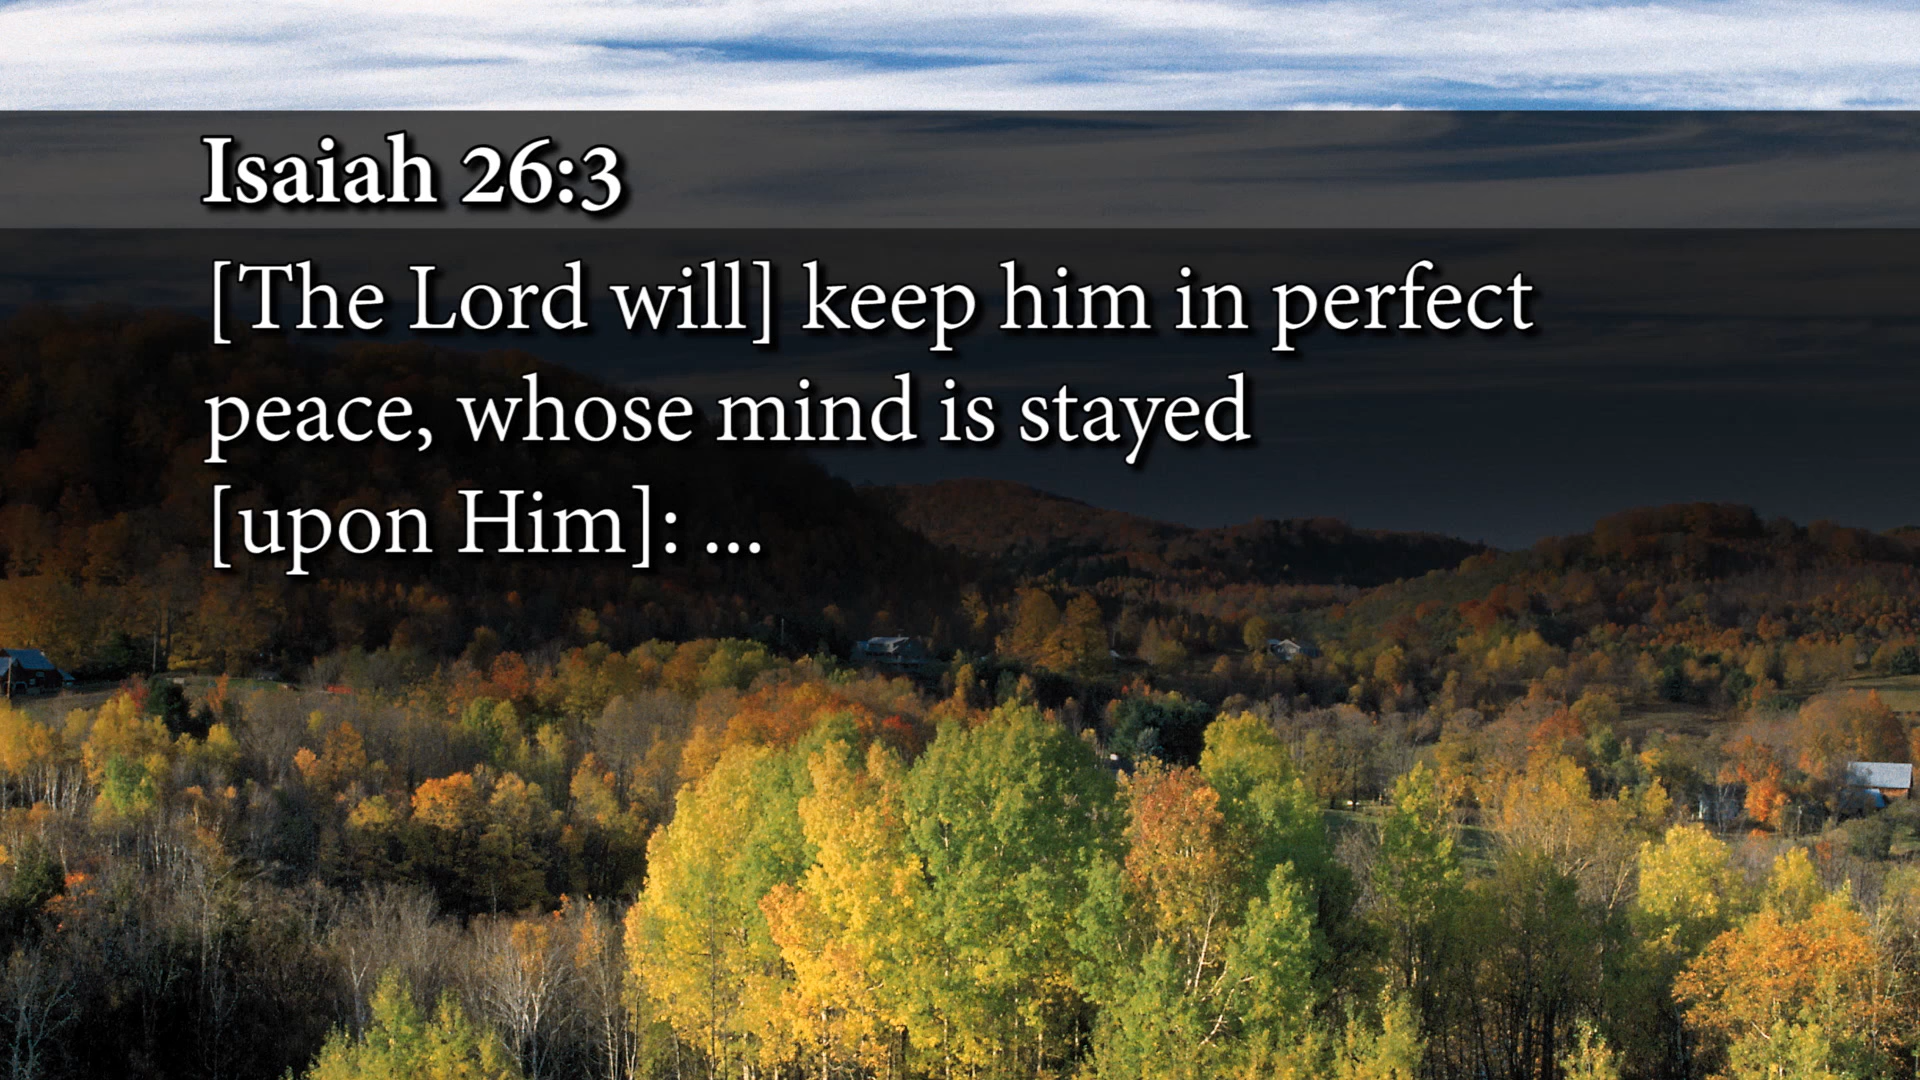 Isaiah 26:3
[The Lord will] keep him in perfect
peace, whose mind is stayed
[upon Him]: ...